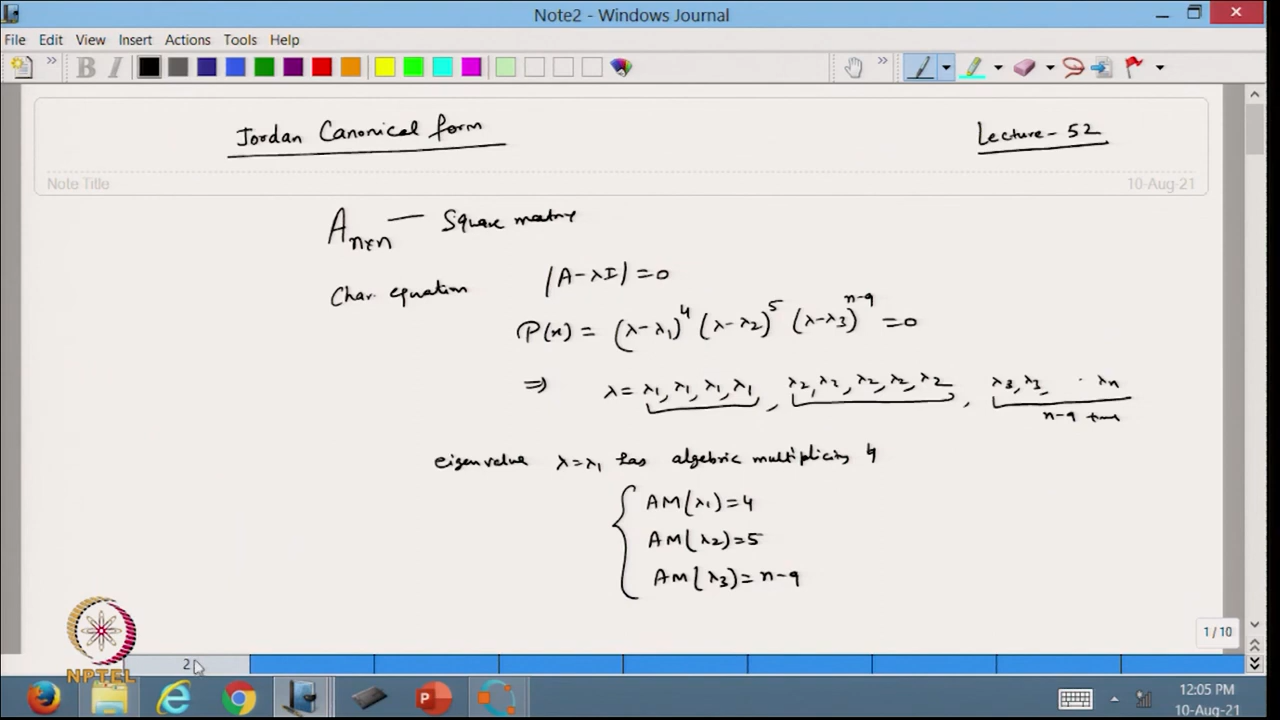 Note2 - Windows Journal
File Edit View Insert Actions Tools Help
B I
Jordan Canonical form
Lecture - 52
Note Title
10-Aug-21
A n×n — Square matrix
Char. equation |A-λI| = 0
P(x) = (λ-λ1)^4 (λ-λ2)^5 (λ-λ3)^n-9 = 0
⇒ λ = λ1, λ1, λ1, λ1, λ2, λ2, λ2, λ2, λ2, λ3, λ3, · λn
n-9 time
eigenvalue λ=λ1 has algebric multiplicity 4
AM(λ1)=4
AM(λ2)=5
AM(λ3)=n-9
1 / 10
2
NPTEL
12:05 PM
10-Aug-21